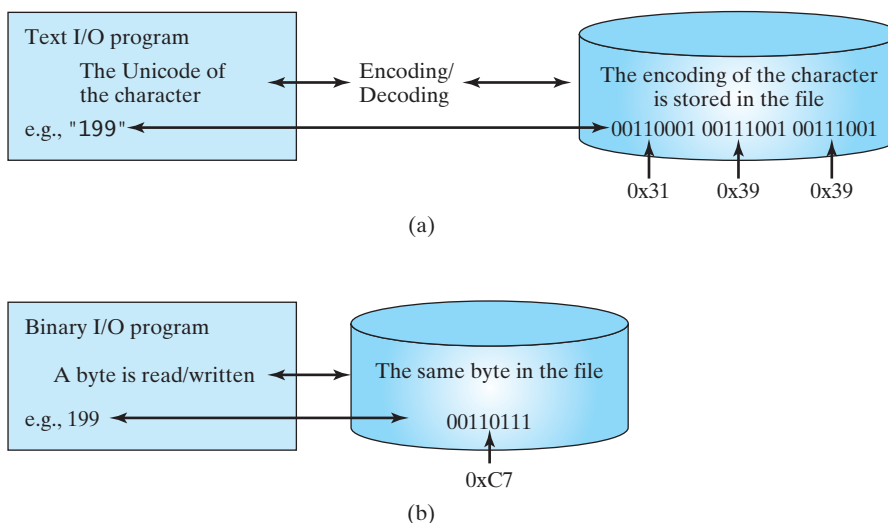 Text I/O program
The Unicode of
the character
e.g., "199"
Encoding/
Decoding
The encoding of the character
is stored in the file
00110001 00111001 00111001
0x31 0x39 0x39
(a)
Binary I/O program
A byte is read/written
e.g., 199
The same byte in the file
00110111
0xC7
(b)